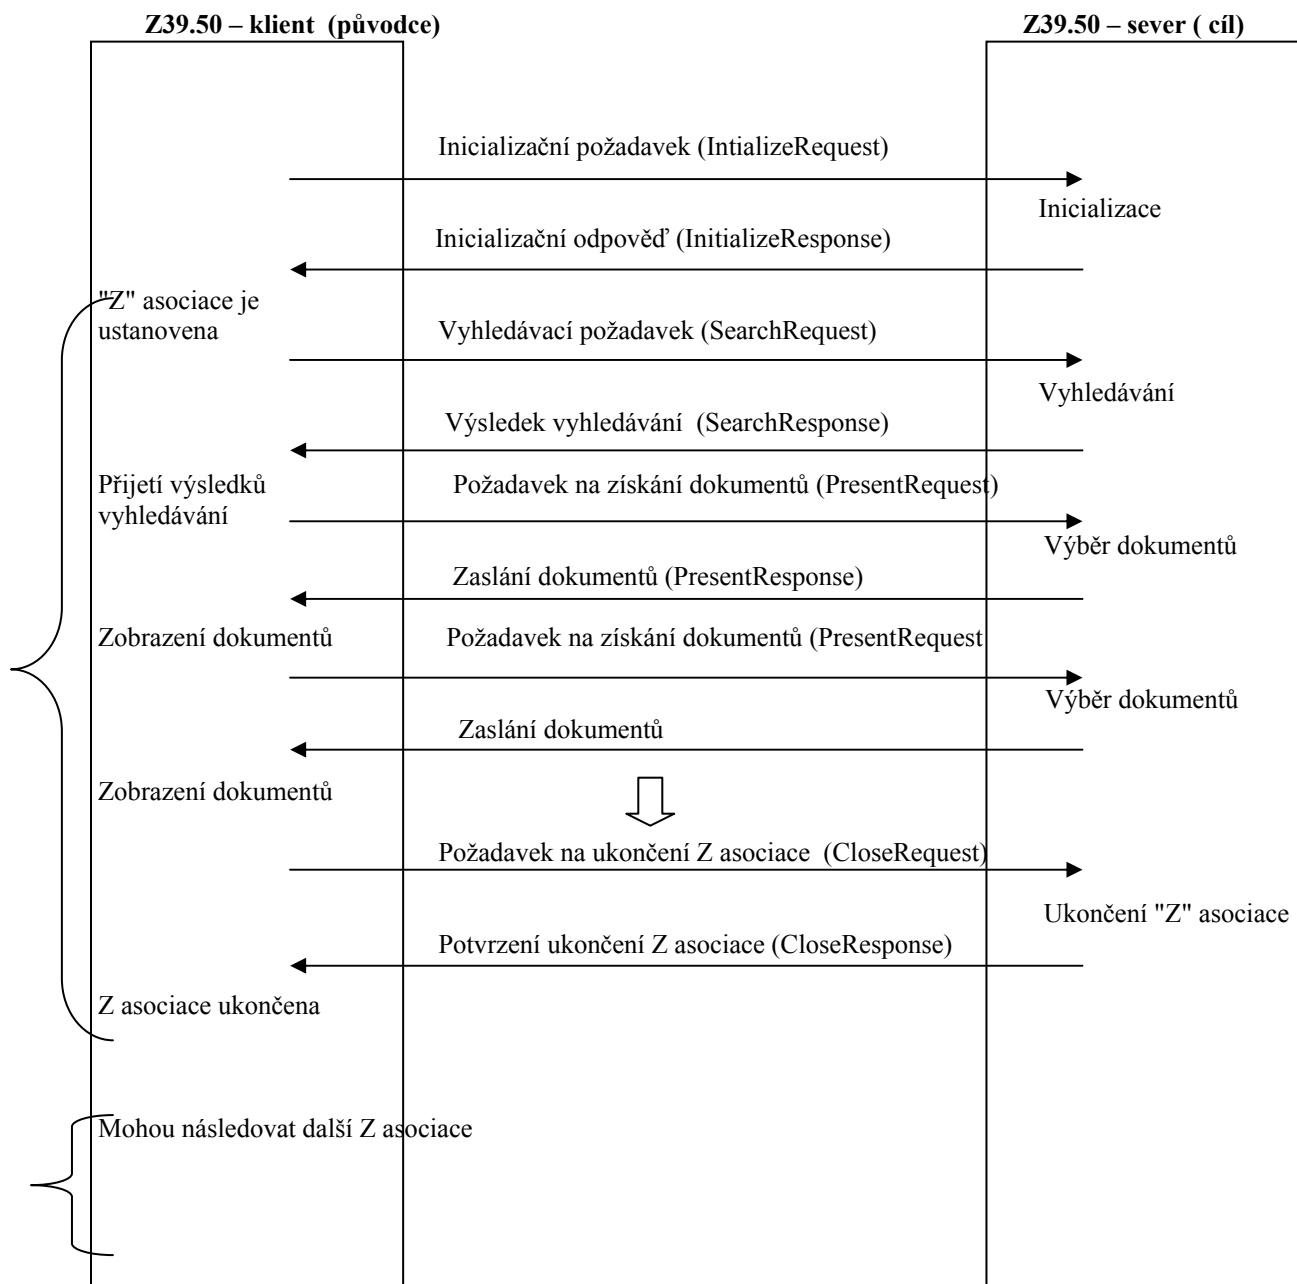 Z39.50 – klient  (původce)
Z39.50 – sever ( cíl)
Inicializační požadavek (IntializeRequest)
Inicializace
Inicializační odpověď (InitializeResponse)
"Z" asociace je
ustanovena
Vyhledávací požadavek (SearchRequest)
Vyhledávání
Výsledek vyhledávání  (SearchResponse)
Přijetí výsledků
vyhledávání
Požadavek na získání dokumentů (PresentRequest)
Výběr dokumentů
Zaslání dokumentů (PresentResponse)
Zobrazení dokumentů
Požadavek na získání dokumentů (PresentRequest
Výběr dokumentů
Zaslání dokumentů
Zobrazení dokumentů
Požadavek na ukončení Z asociace  (CloseRequest)
Ukončení "Z" asociace
Potvrzení ukončení Z asociace (CloseResponse)
Z asociace ukončena
Mohou následovat další Z asociace